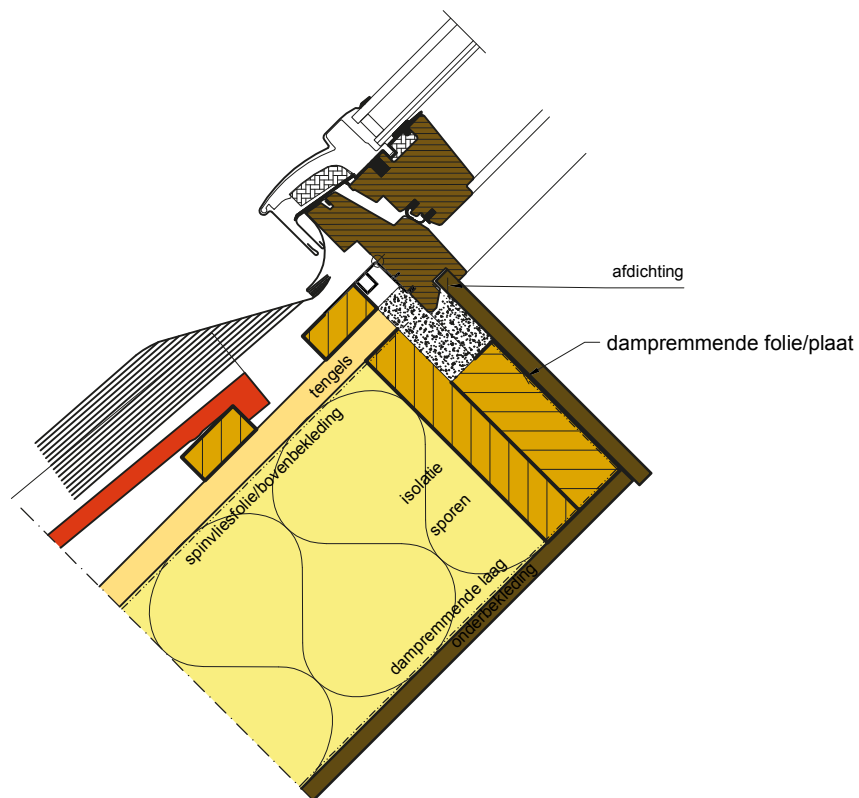 afdichting
dampremmende folie/plaat
tengels
spinvliesfolie/bovenbekleding
isolatie
sporen
dampremmende laag
onderbekleding